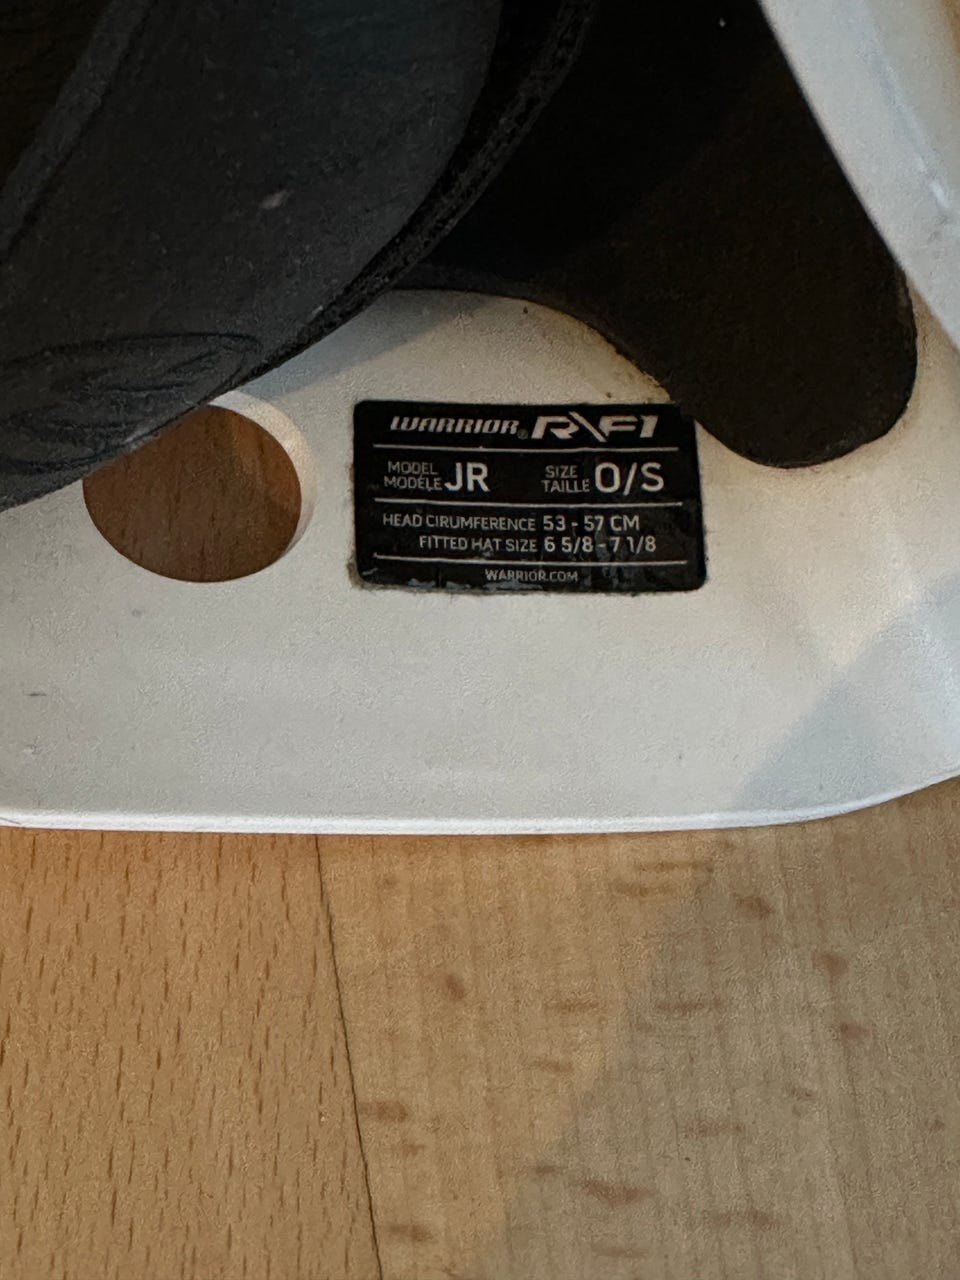 WARRIOR® R\F1
MODEL
MODÈLE JR
SIZE
TAILLE O/S
HEAD CIRUMFERENCE 53 - 57 CM
FITTED HAT SIZE 6 5/8 - 7 1/8
WARRIOR.COM